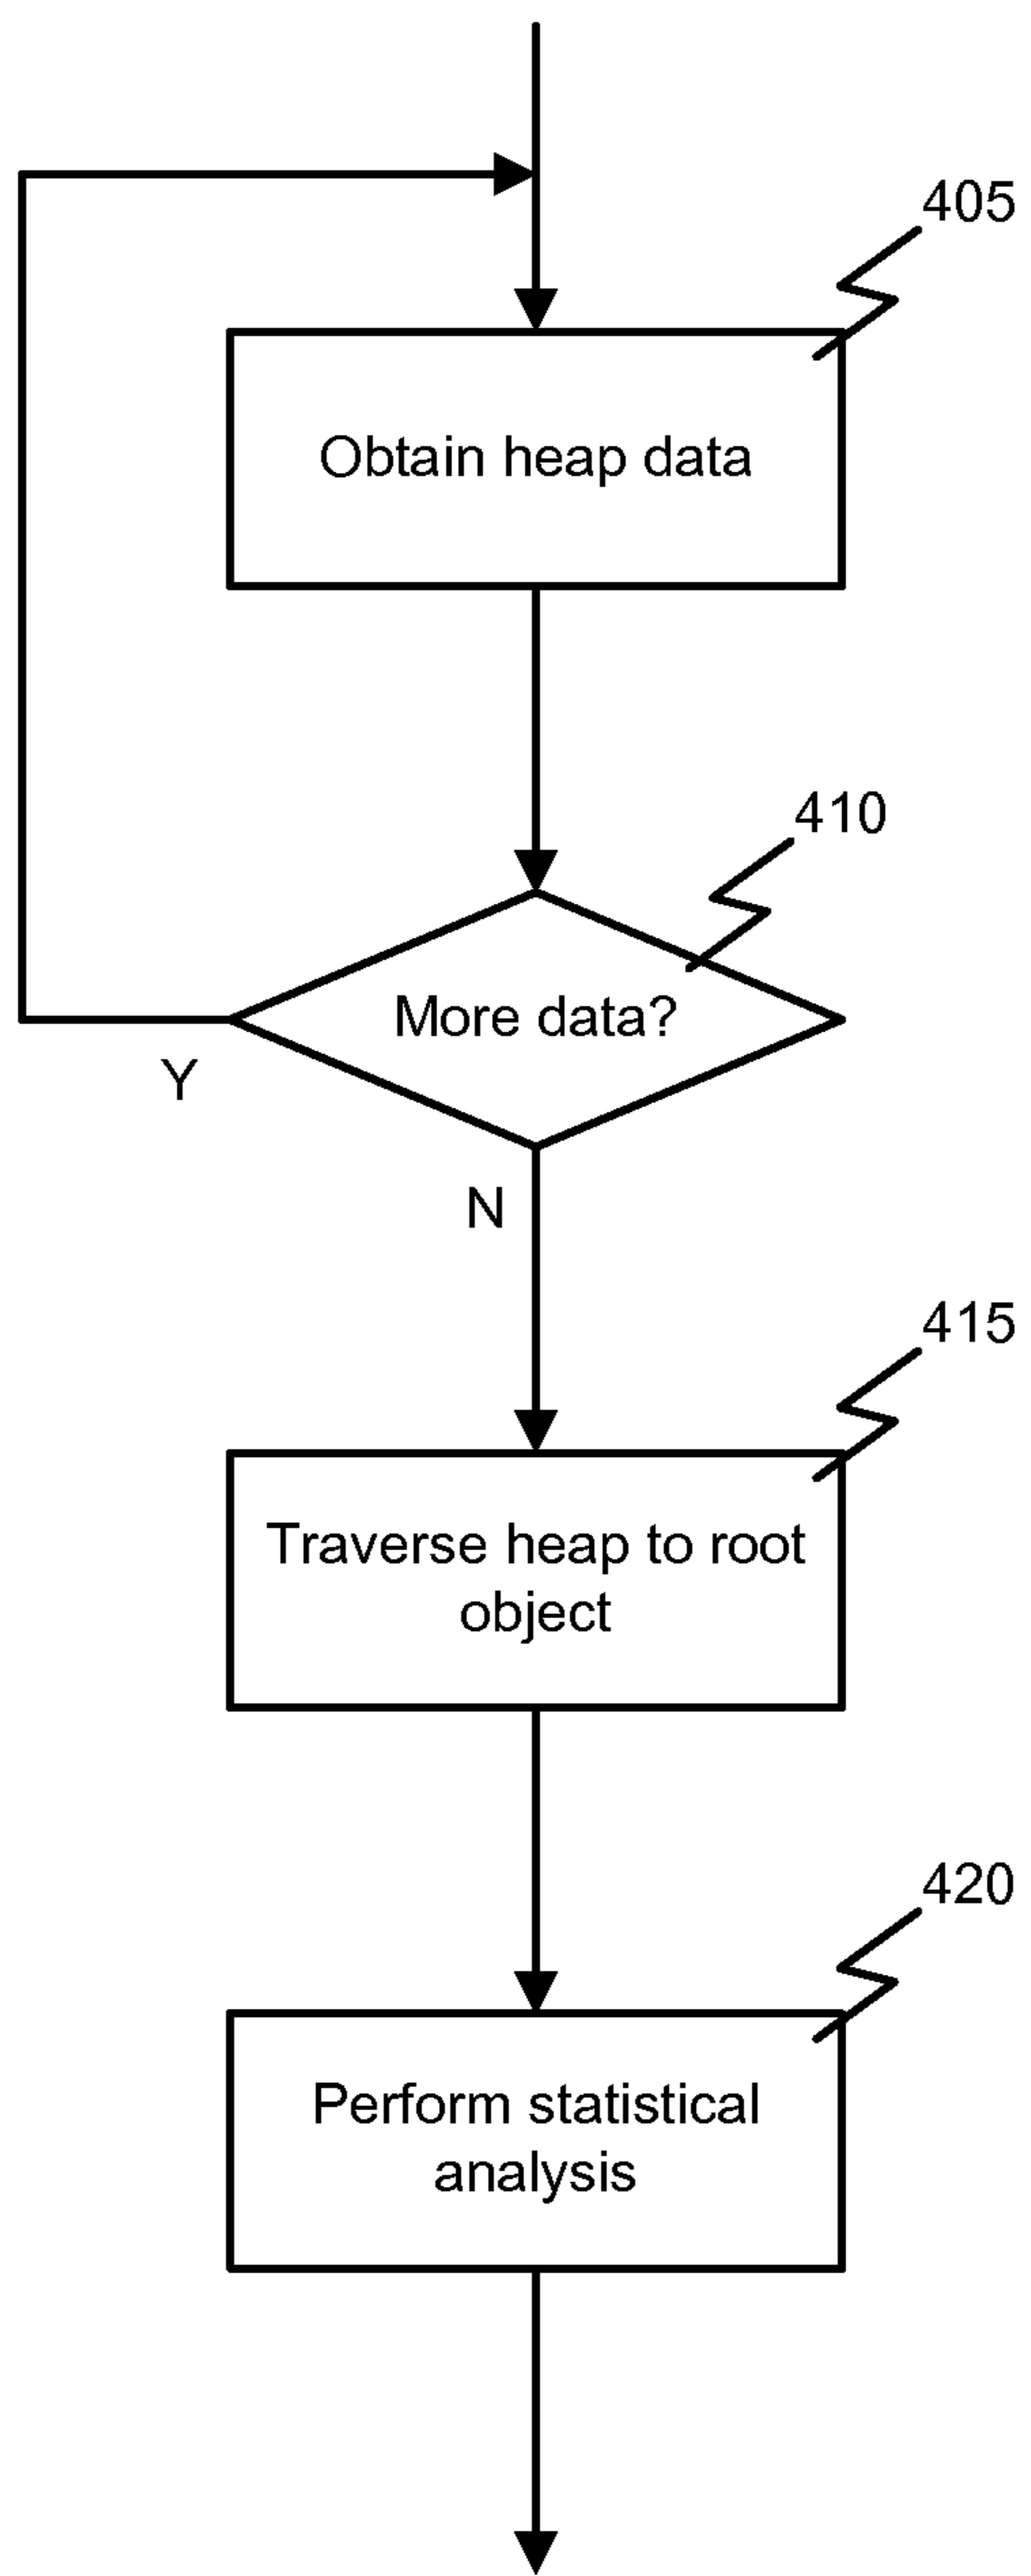 405
Obtain heap data
410
More data?
Y
N
415
Traverse heap to root
object
420
Perform statistical
analysis